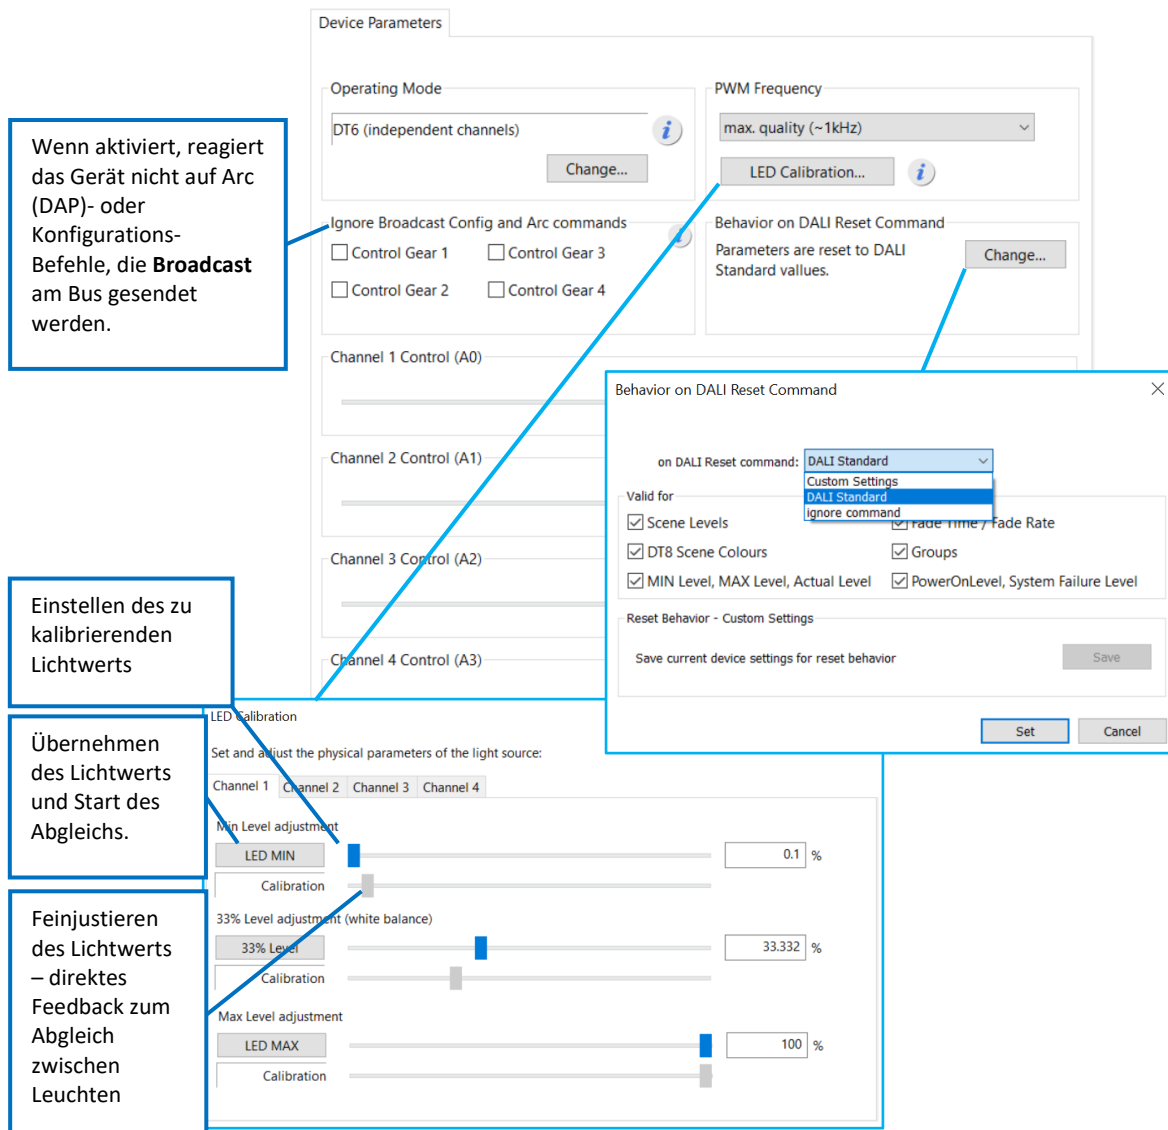 Device Parameters
Operating Mode
DT6 (independent channels)
Change...
PWM Frequency
max. quality (~1kHz)
LED Calibration...
Wenn aktiviert, reagiert
das Gerät nicht auf Arc
(DAP)- oder
Konfigurations-
Befehle, die Broadcast
am Bus gesendet
werden.
Ignore Broadcast Config and Arc commands
Control Gear 1
Control Gear 3
Control Gear 2
Control Gear 4
Behavior on DALI Reset Command
Parameters are reset to DALI
Standard vallues.
Change...
Channel 1 Control (A0)
Channel 2 Control (A1)
Channel 3 Control (A2)
Channel 4 Control (A3)
Behavior on DALI Reset Command
on DALI Reset command:
DALI Standard
Custom Settings
DALI Standard
ignore command
Valid for
Scene Levels
Fade Time / Fade Rate
DT8 Scene Colours
Groups
MIN Level, MAX Level, Actual Level
PowerOnLevel, System Failure Level
Reset Behavior - Custom Settings
Save current device settings for reset behavior
Save
Set
Cancel
Einstellen des zu
kalibrierenden
Lichtwerts
Übernehmen
des Lichtwerts
und Start des
Abgleichs.
Feinjustieren
des Lichtwerts
– direktes
Feedback zum
Abgleich
zwischen
Leuchten
LED Calibration
Set and adjust the physical parameters of the light source:
Channel 1
Channel 2
Channel 3
Channel 4
Min Level adjustment
LED MIN
0.1 %
Calibration
33% Level adjustment (white balance)
33% Level
33.332 %
Calibration
Max Level adjustment
LED MAX
100 %
Calibration